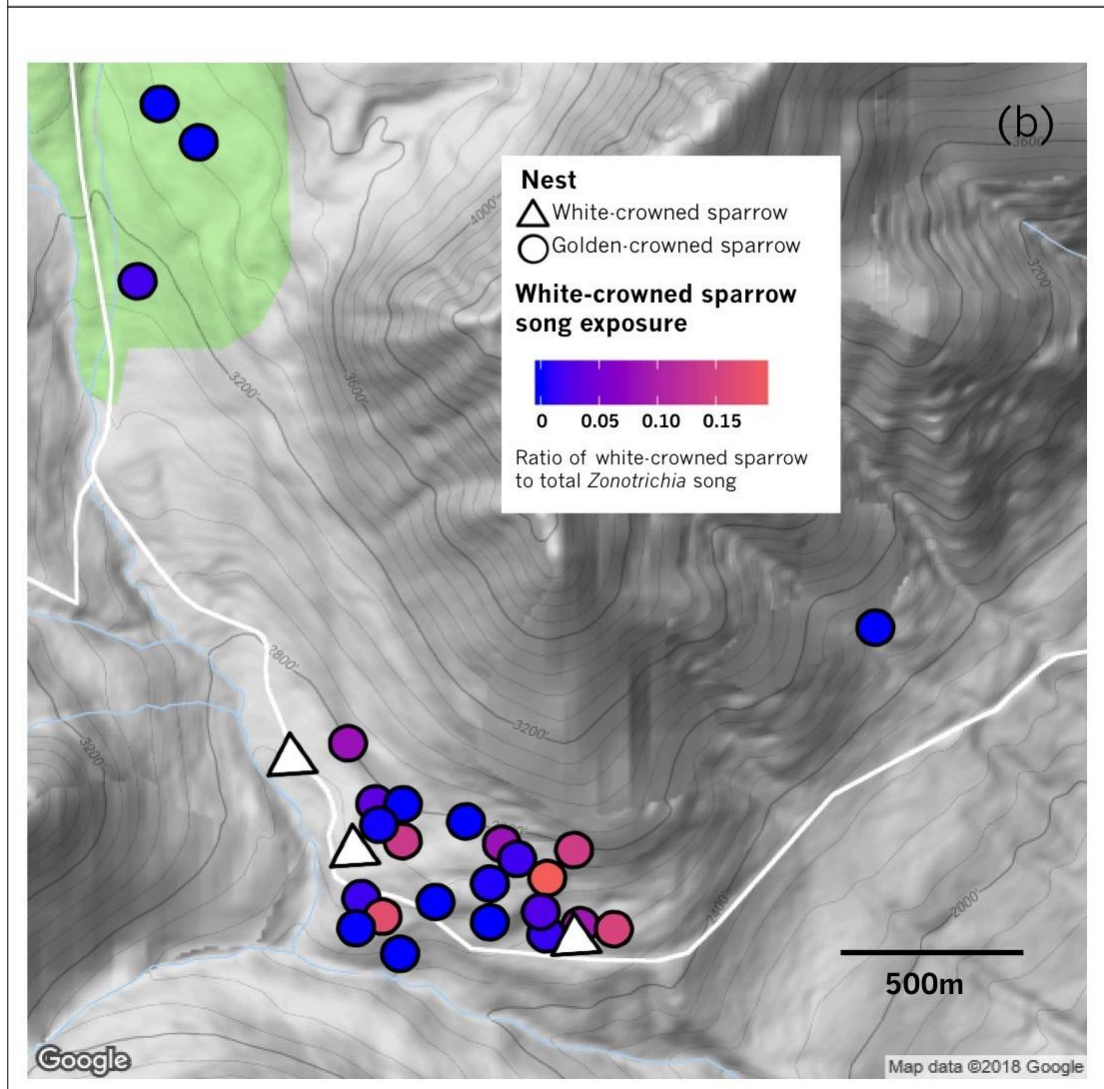 (b)
3600'
Nest
White-crowned sparrow
Golden-crowned sparrow
White-crowned sparrow
song exposure
0 0.05 0.10 0.15
Ratio of white-crowned sparrow
to total Zonotrichia song
4000'
3200'
3200'
3600'
2800'
3200'
3200'
2400'
2000'
500m
Google
Map data ©2018 Google